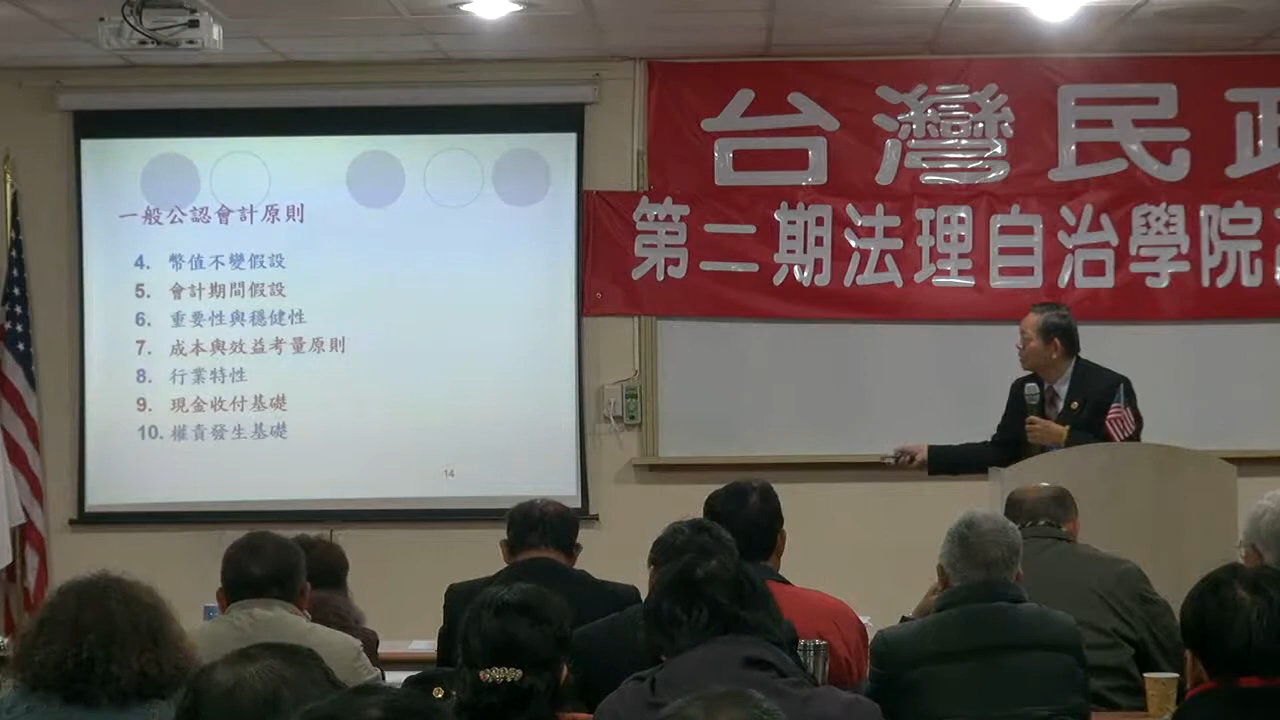 一般公認會計原則
4. 幣值不變假設
5. 會計期間假設
6. 重要性與穩健性
7. 成本與效益考量原則
8. 行業特性
9. 現金收付基礎
10. 權責發生基礎
14
台灣民政
第二期法理自治學院